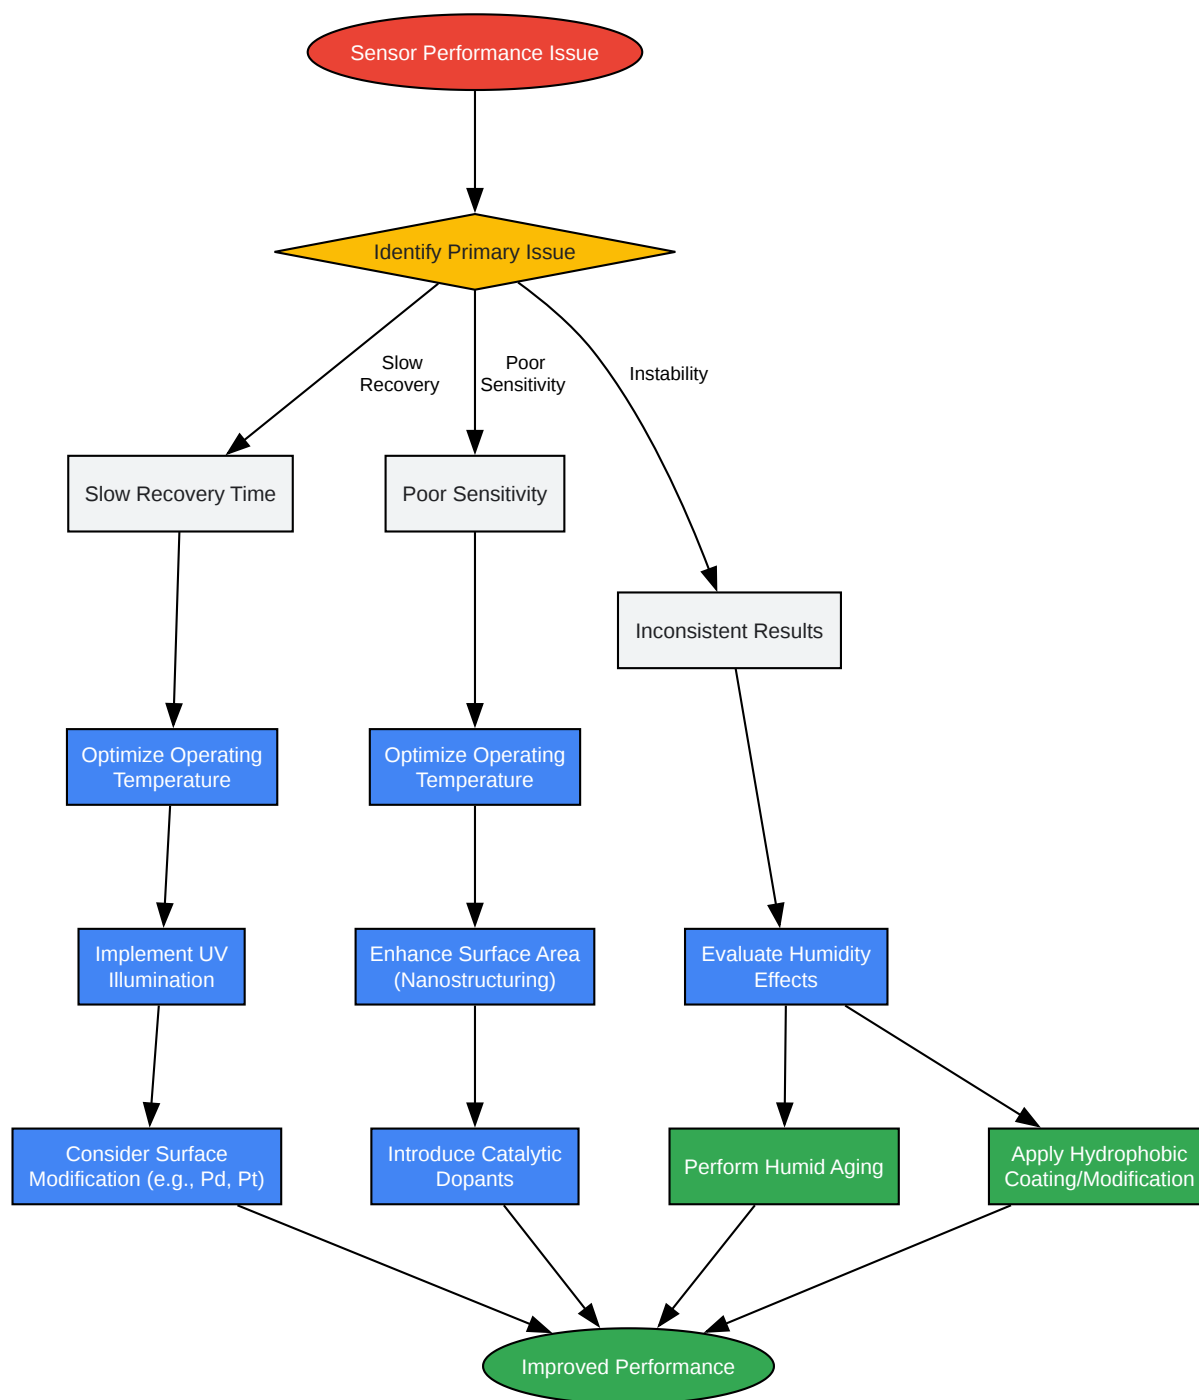 Sensor Performance Issue
Identify Primary Issue
Slow
Recovery
Poor
Sensitivity
Instability
Slow Recovery Time
Poor Sensitivity
Inconsistent Results
Optimize Operating
Temperature
Optimize Operating
Temperature
Implement UV
Illumination
Enhance Surface Area
(Nanostructuring)
Evaluate Humidity
Effects
Consider Surface
Modification (e.g., Pd, Pt)
Introduce Catalytic
Dopants
Perform Humid Aging
Apply Hydrophobic
Coating/Modification
Improved Performance